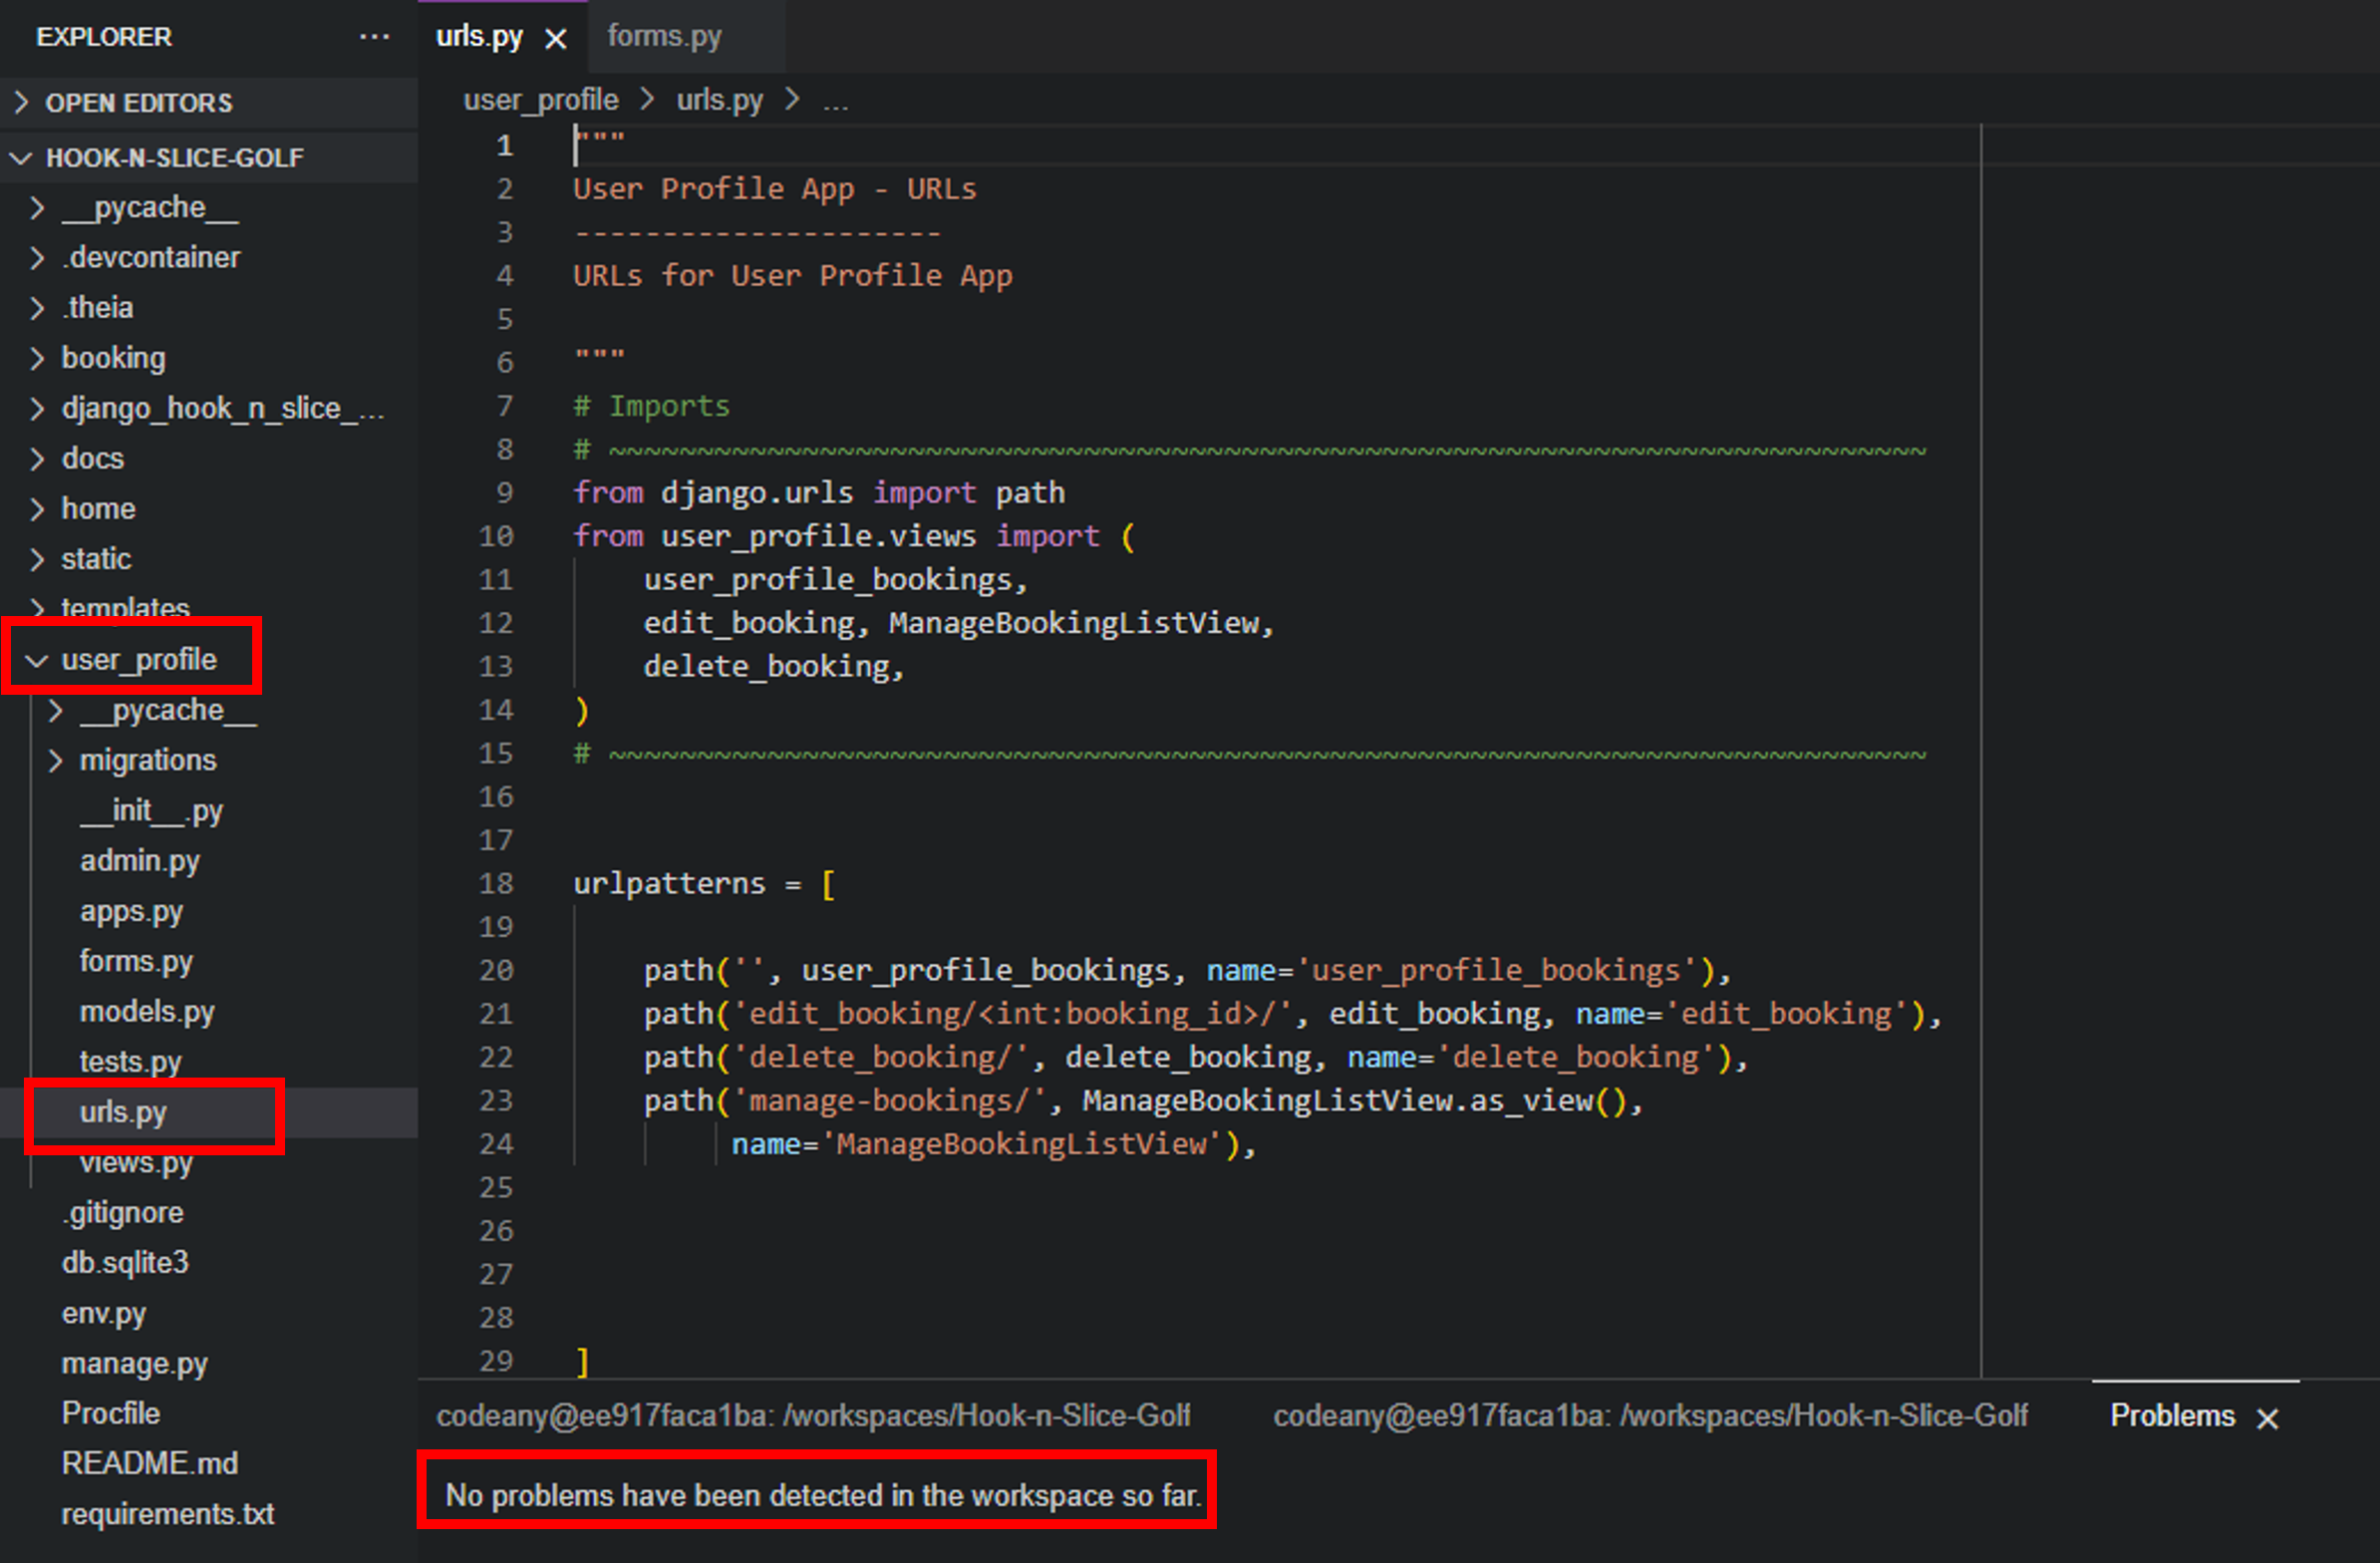 EXPLORER
...
OPEN EDITORS
HOOK-N-SLICE-GOLF
__pycache__
.devcontainer
.theia
booking
django_hook_n_slice_...
docs
home
static
templates
user_profile
__pycache__
migrations
__init__.py
admin.py
apps.py
forms.py
models.py
tests.py
urls.py
views.py
.gitignore
db.sqlite3
env.py
manage.py
Procfile
README.md
requirements.txt
urls.py forms.py
user_profile > urls.py > ...
1 """
2 User Profile App - URLs
3 ---------------------
4 URLs for User Profile App
5
6 """
7 # Imports
8 # ~~~~~~~~~~~~~~~~~~~~~~~~~~~~~~~~~~~~~~~~~~~~~~~~~~~~~~~~~~~~~~~~~~~~~~~~~~~
9 from django.urls import path
10 from user_profile.views import (
11     user_profile_bookings,
12     edit_booking, ManageBookingListView,
13     delete_booking,
14 )
15 # ~~~~~~~~~~~~~~~~~~~~~~~~~~~~~~~~~~~~~~~~~~~~~~~~~~~~~~~~~~~~~~~~~~~~~~~~~~~
16
17
18 urlpatterns = [
19
20     path('', user_profile_bookings, name='user_profile_bookings'),
21     path('edit_booking/<int:booking_id>/', edit_booking, name='edit_booking'),
22     path('delete_booking/', delete_booking, name='delete_booking'),
23     path('manage-bookings/', ManageBookingListView.as_view(),
24          name='ManageBookingListView'),
25
26
27
28
29 ]
codeany@ee917faca1ba: /workspaces/Hook-n-Slice-Golf codeany@ee917faca1ba: /workspaces/Hook-n-Slice-Golf Problems
No problems have been detected in the workspace so far.